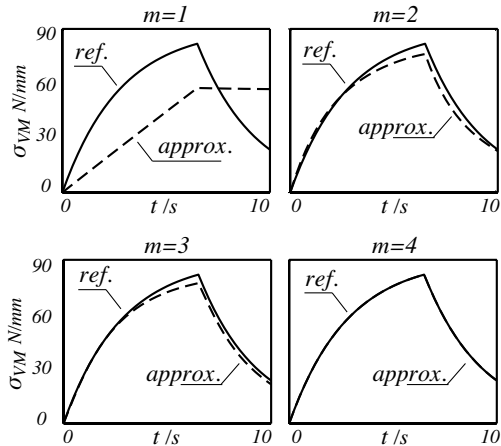 m=1
m=2
90
60
30
0
σVM N/mm
ref.
approx.
0
t /s
10
ref.
approx.
0
t /s
10
m=3
m=4
90
60
30
0
σVM N/mm
ref.
approx.
0
t /s
10
ref.
approx.
0
t /s
10